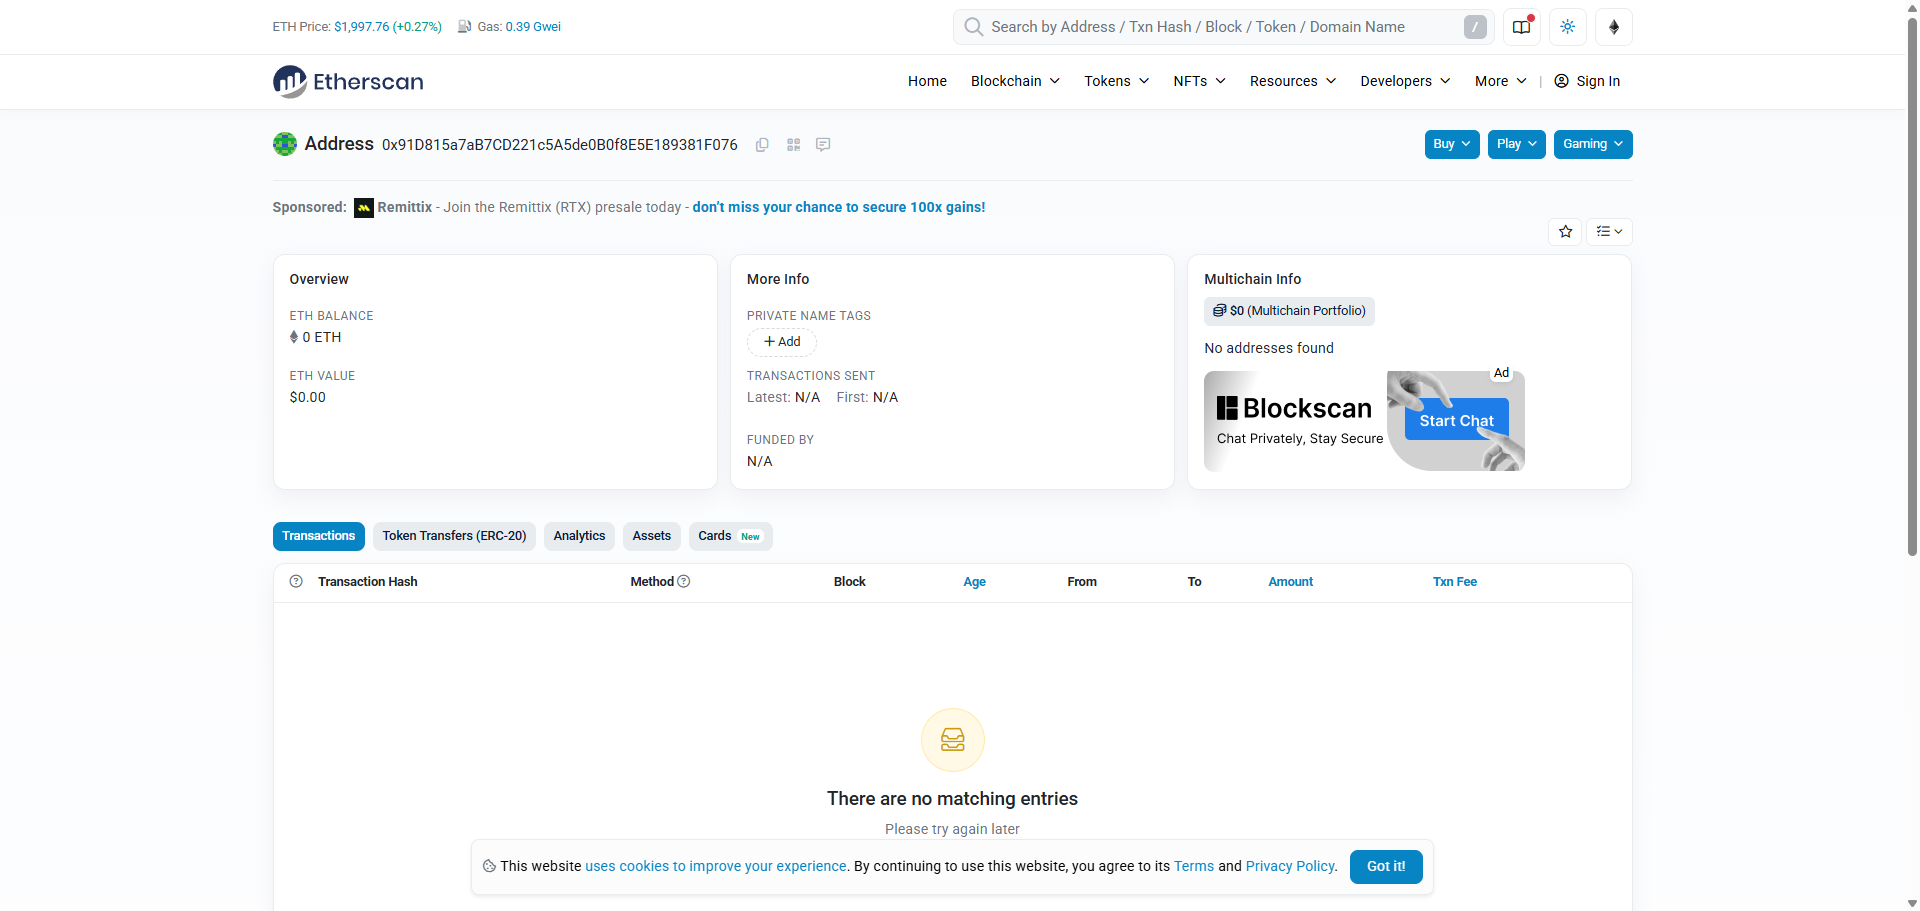 ETH Price: $1,997.76 (+0.27%) Gas: 0.39 Gwei
Search by Address / Txn Hash / Block / Token / Domain Name /
Etherscan
Home Blockchain Tokens NFTs Resources Developers More | Sign In
Address 0x91D815a7aB7CD221c5A5de0B0f8E5E189381F076
Buy Play Gaming
Sponsored: Remittix - Join the Remittix (RTX) presale today - don't miss your chance to secure 100x gains!
Overview
ETH BALANCE
0 ETH
ETH VALUE
$0.00
More Info
PRIVATE NAME TAGS
+ Add
TRANSACTIONS SENT
Latest: N/A First: N/A
FUNDED BY
N/A
Multichain Info
$0 (Multichain Portfolio)
No addresses found
Ad
Blockscan
Chat Privately, Stay Secure
Start Chat
Transactions Token Transfers (ERC-20) Analytics Assets Cards New
? Transaction Hash Method ? Block Age From To Amount Txn Fee
There are no matching entries
Please try again later
This website uses cookies to improve your experience. By continuing to use this website, you agree to its Terms and Privacy Policy.
Got it!